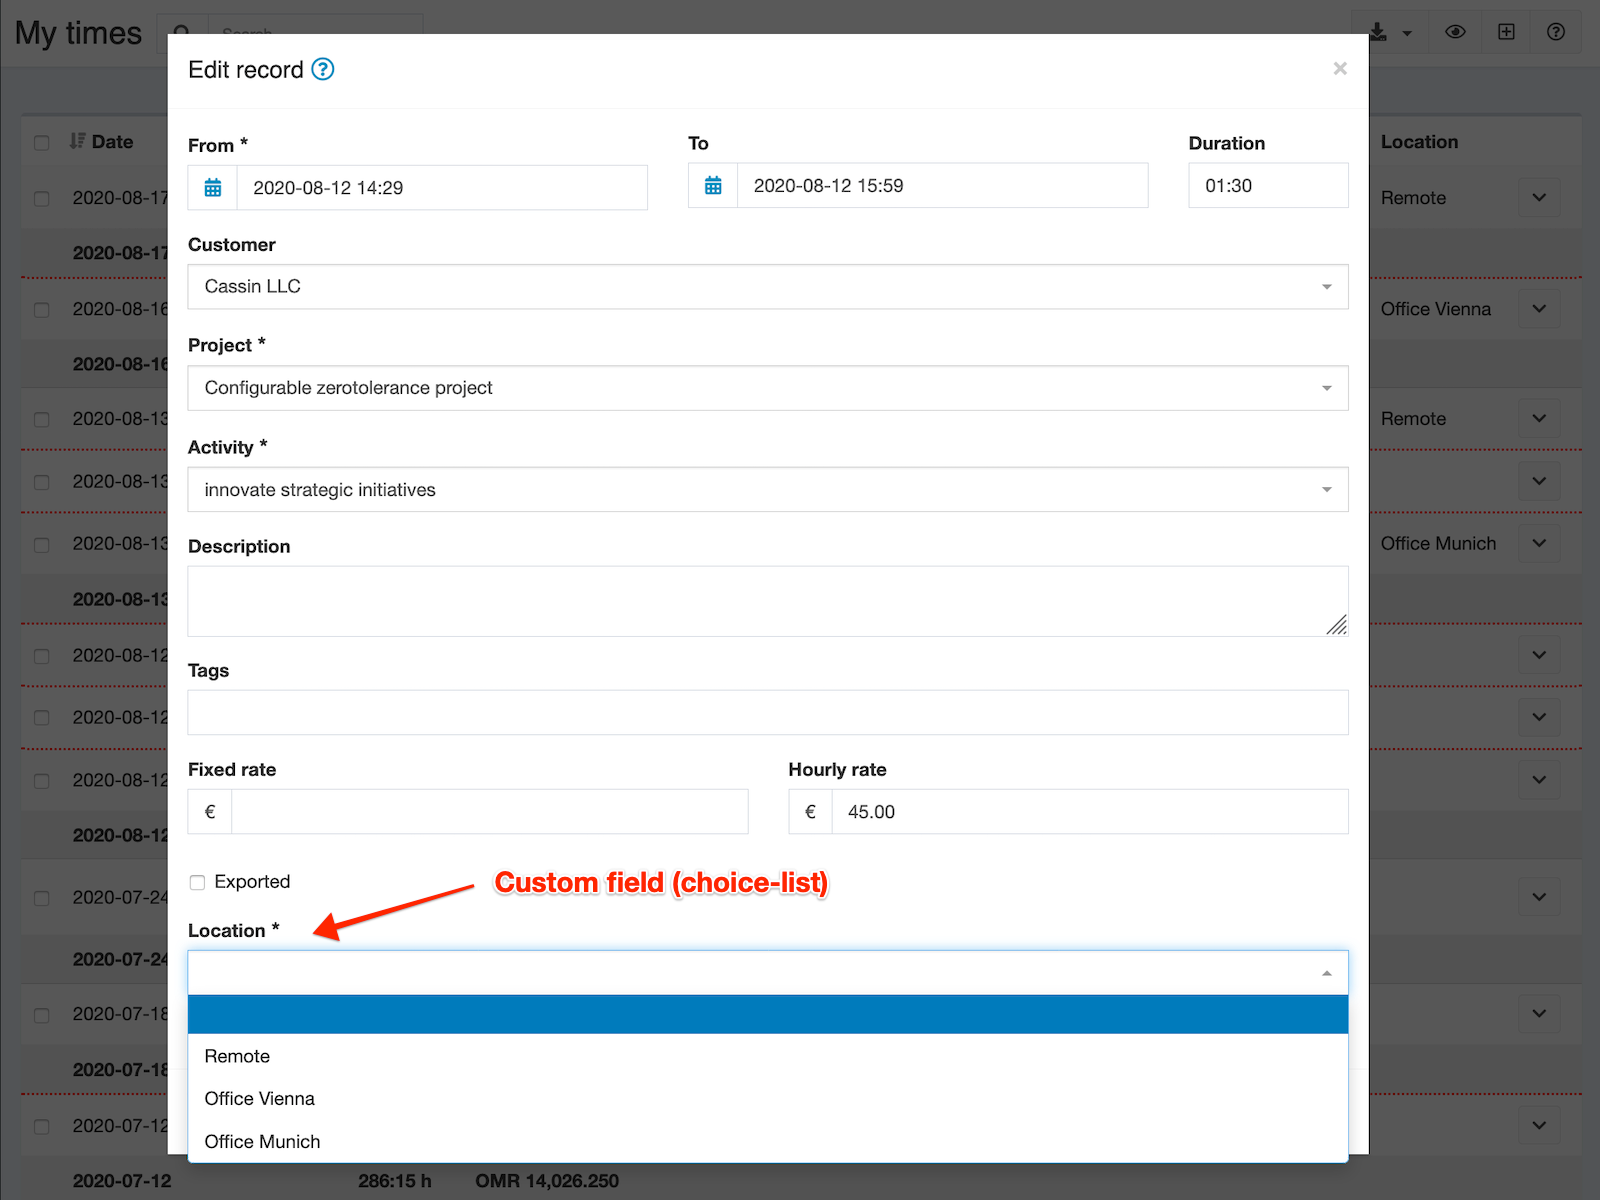 My times
Search
Edit record
×
From *
To
Duration
2020-08-12 14:29
2020-08-12 15:59
01:30
Customer
Cassin LLC
Project *
Configurable zerotolerance project
Activity *
innovate strategic initiatives
Description
Tags
Fixed rate
Hourly rate
€
€ 45.00
Exported
Custom field (choice-list)
Location *
Remote
Office Vienna
Office Munich
Date
Location
2020-08-17
Remote
2020-08-17
2020-08-16
Office Vienna
2020-08-16
2020-08-13
Remote
2020-08-13
2020-08-13
Office Munich
2020-08-13
2020-08-12
2020-08-12
2020-08-12
2020-08-12
2020-07-24
2020-07-24
2020-07-18
2020-07-18
2020-07-12
2020-07-12 286:15 h OMR 14,026.250